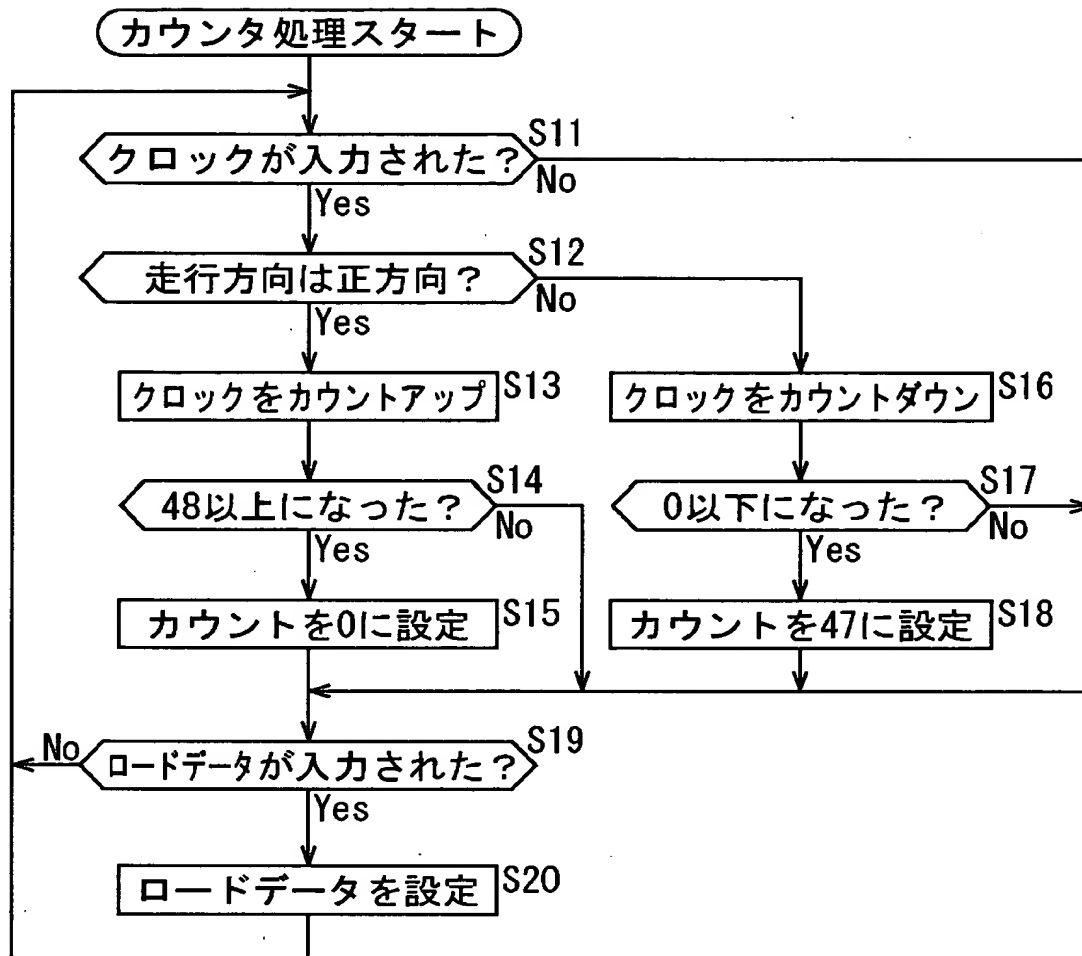 カウンタ処理スタート
S11
クロックが入力された?
No
Yes
S12
走行方向は正方向?
No
Yes
クロックをカウントアップ
S13
クロックをカウントダウン
S16
S14
48以上になった?
No
Yes
S17
0以下になった?
No
Yes
カウントを0に設定
S15
カウントを47に設定
S18
S19
No
ロードデータが入力された?
Yes
ロードデータを設定
S20